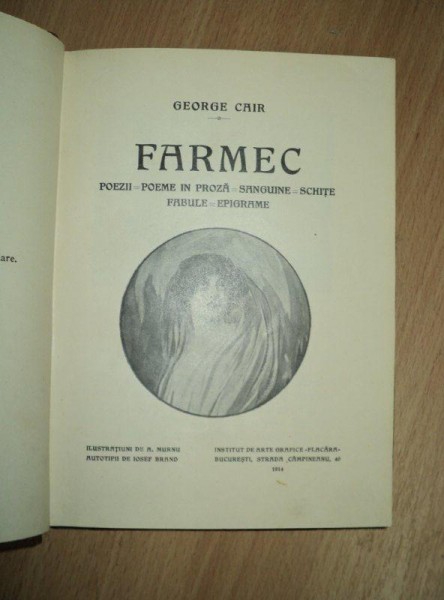 are.
GEORGE CAIR
FARMEC
POEZII = POEME IN PROZĂ = SANGUINE = SCHIȚE
FABULE = EPIGRAME
ILUSTRAȚIUNI DE A. MURNU
AUTOTIPII DE IOSEF BRAND
INSTITUT DE ARTE GRAFICE «FLACĂRA»
BUCUREȘTI, STRADA CÂMPINEANU, 40
1914